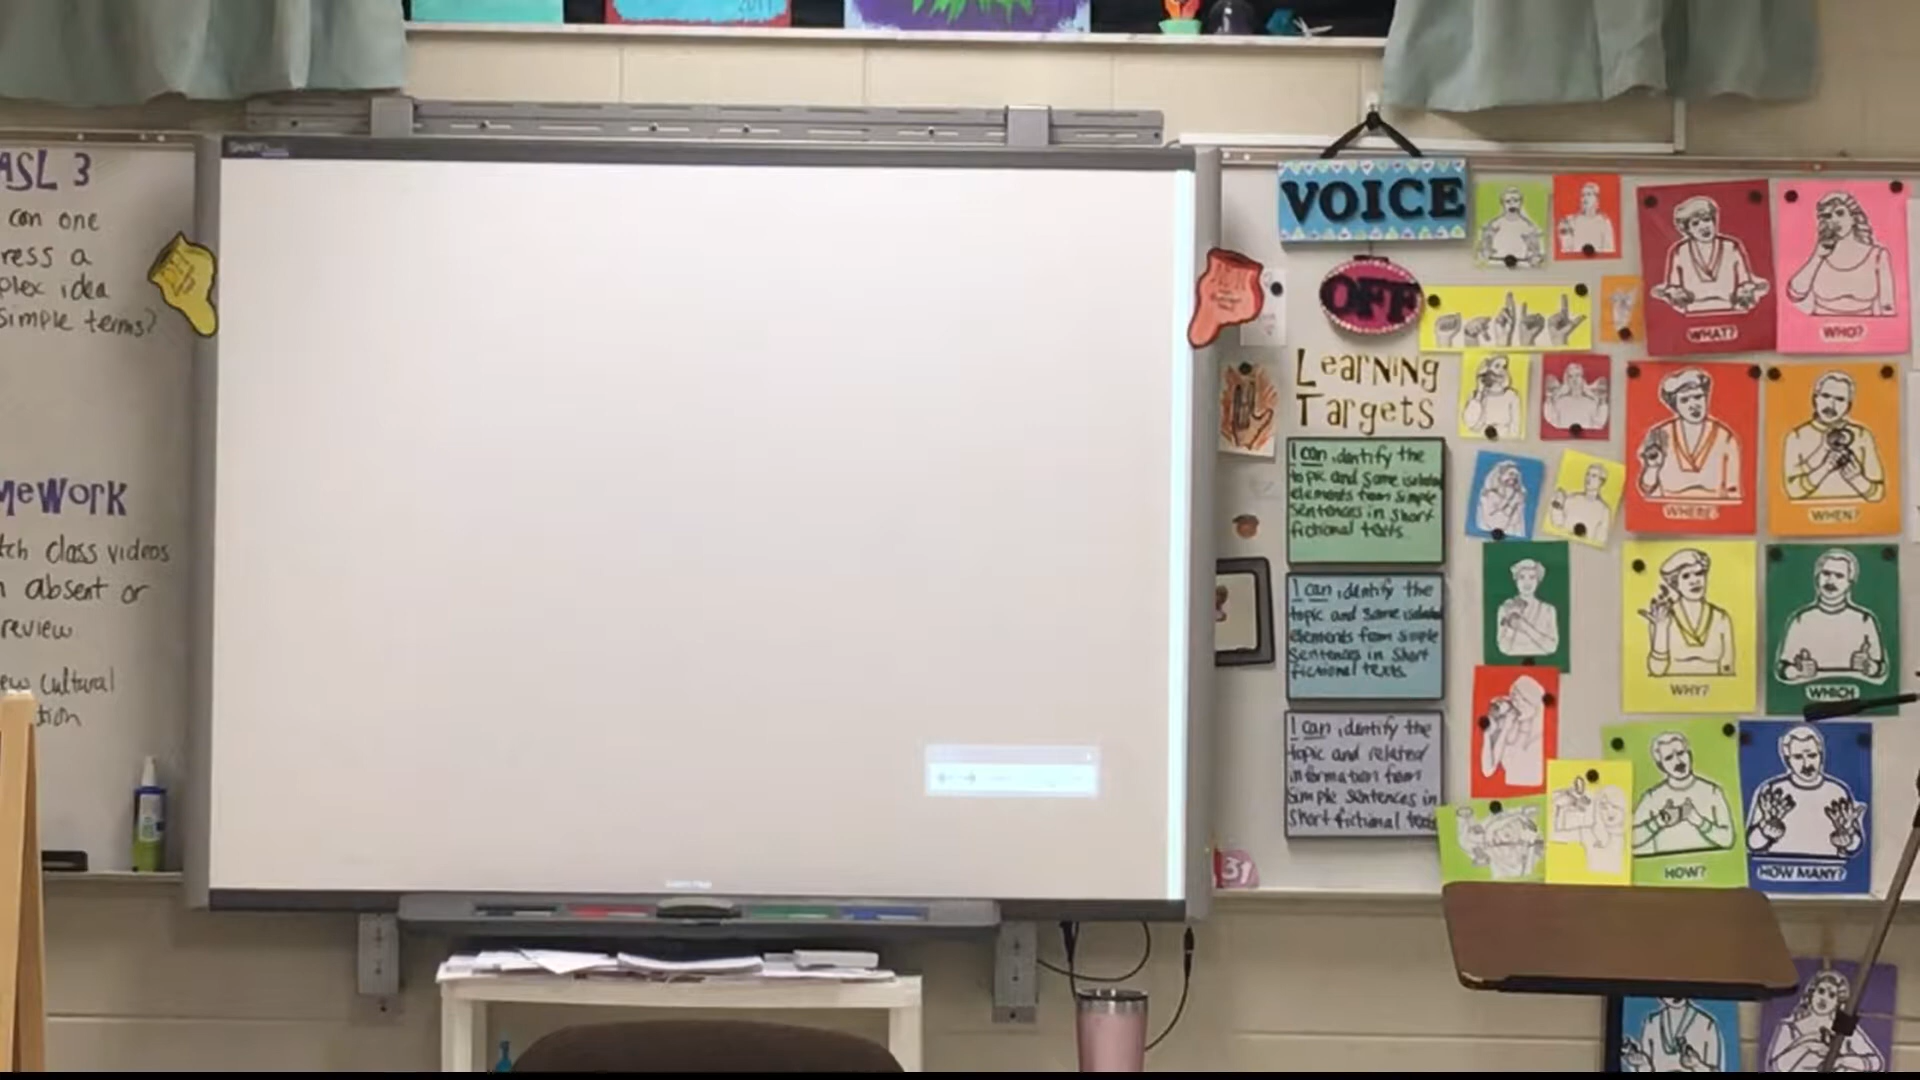 ASL 3
can one
ress a
plex idea
simple terms?
meWork
tch class videos
n absent or
review
ew cultural
tion
SMART
VOICE
OFF
Learning
Targets
I can identify the
topic and some isolated
elements from simple
sentences in short
fictional texts.
I can identify the
topic and some isolated
elements from simple
sentences in short
fictional texts.
I can identify the
topic and related
information from
simple sentences in
short fictional texts
31
WHAT?
WHO?
WHERE?
WHEN?
WHY?
WHICH
HOW?
HOW MANY?